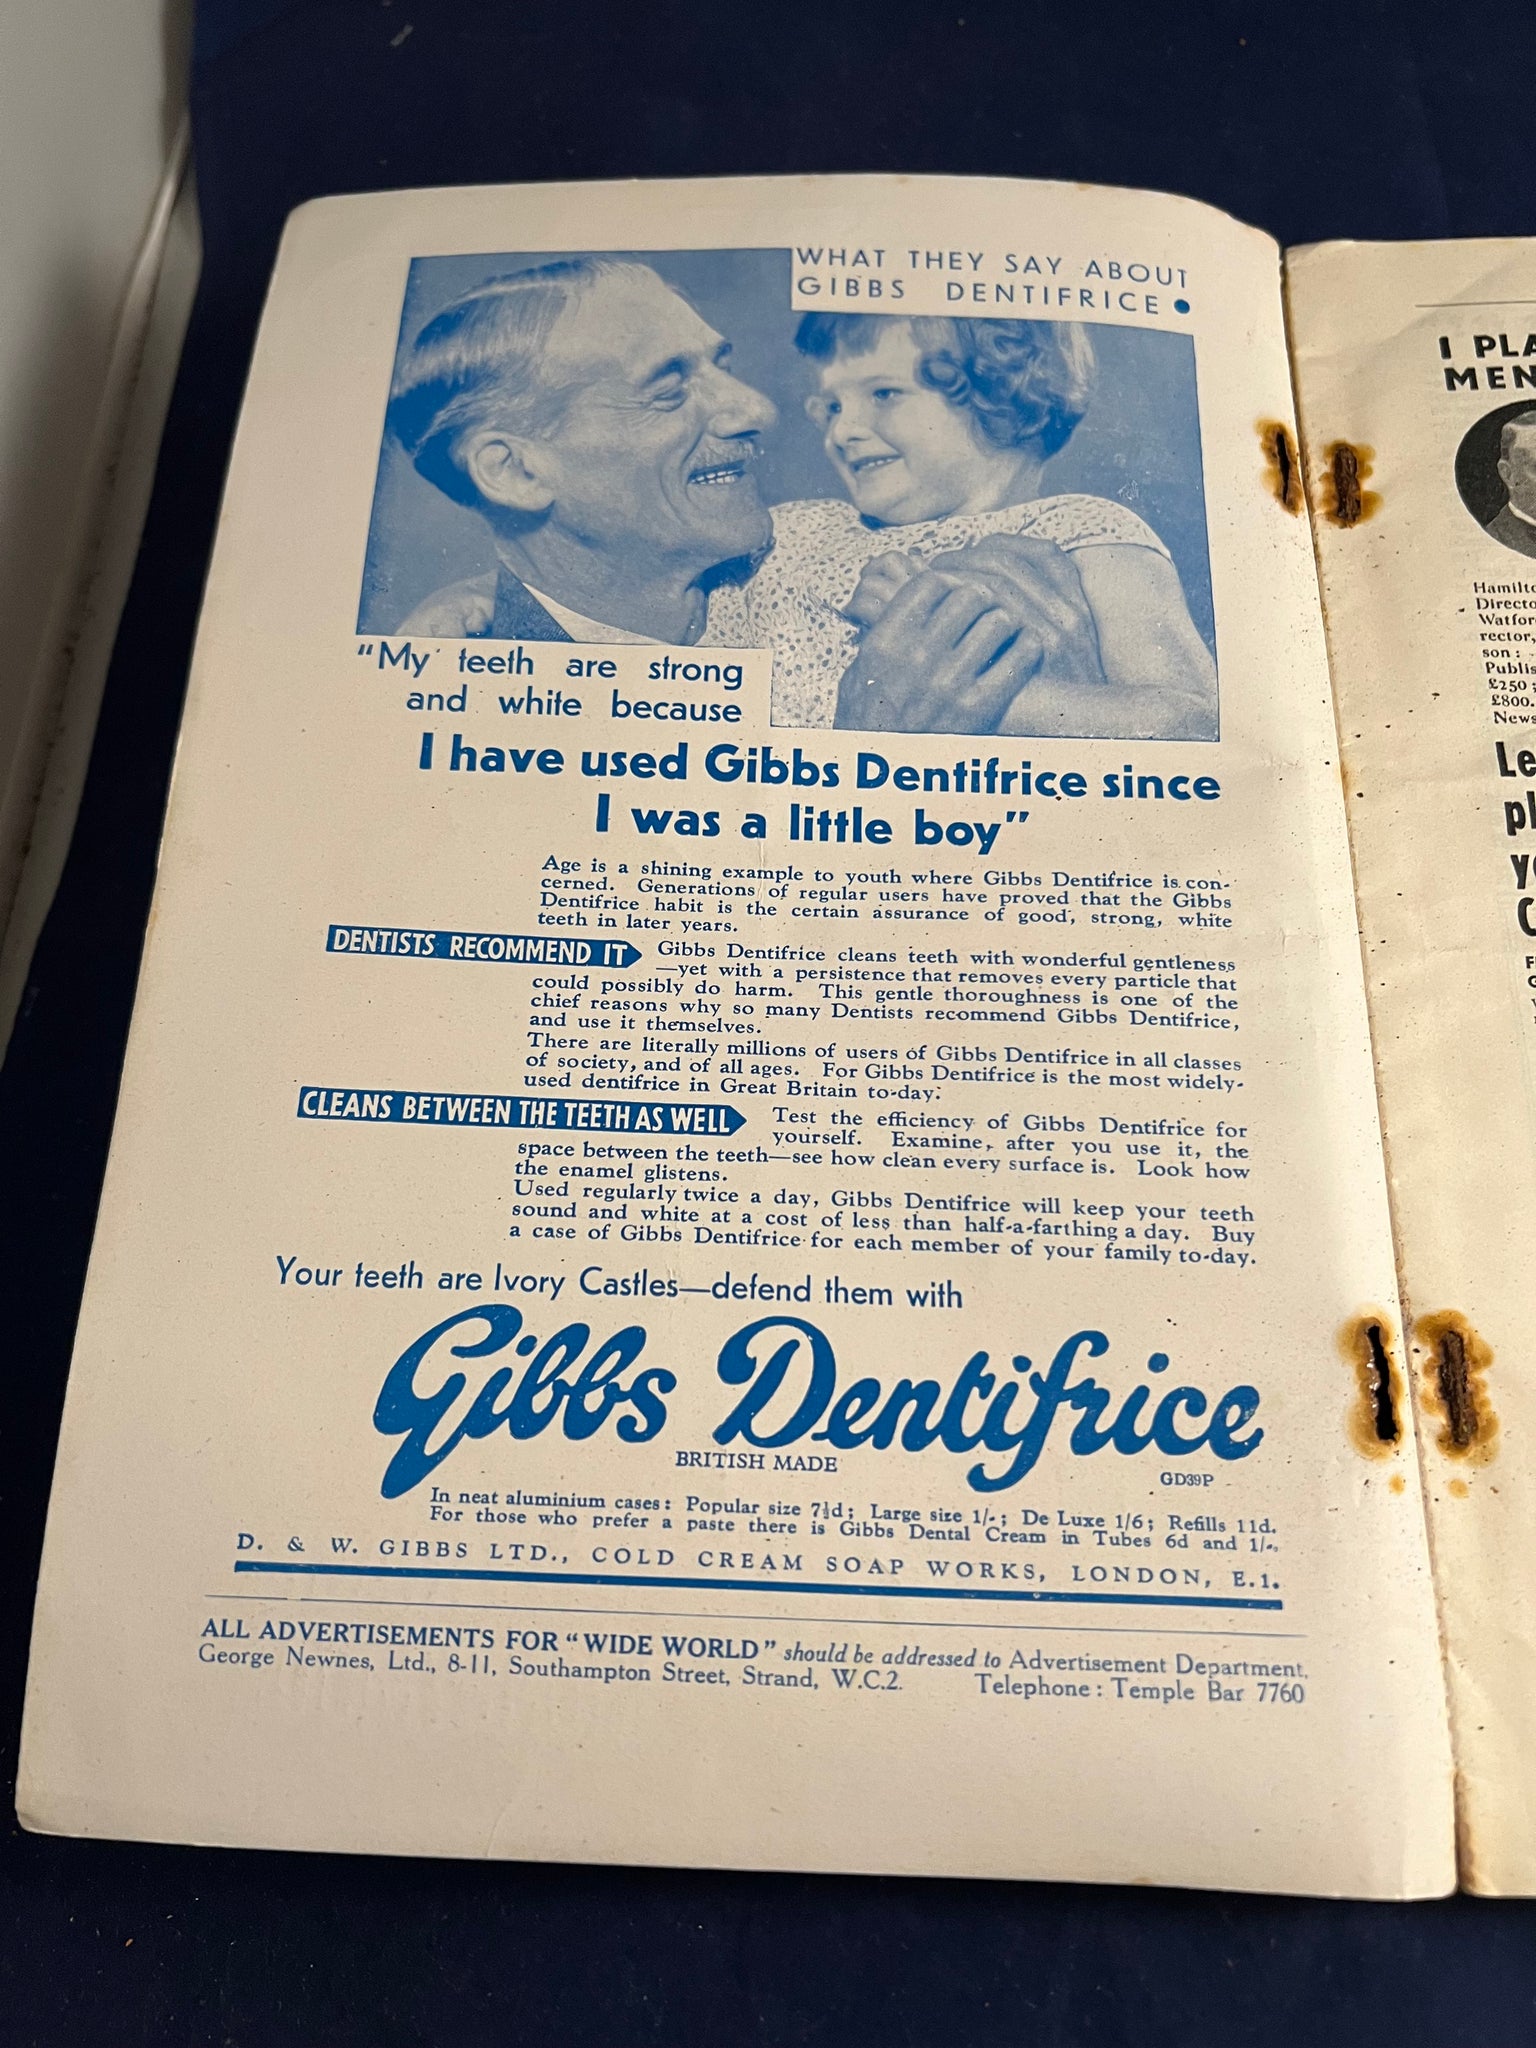 WHAT THEY SAY ABOUT
GIBBS DENTIFRICE ●
"My teeth are strong
and white because
I have used Gibbs Dentifrice since
I was a little boy"
Age is a shining example to youth where Gibbs Dentifrice is con-
cerned. Generations of regular users have proved that the Gibbs
Dentifrice habit is the certain assurance of good, strong, white
teeth in later years.
DENTISTS RECOMMEND IT
Gibbs Dentifrice cleans teeth with wonderful gentleness
—yet with a persistence that removes every particle that
could possibly do harm. This gentle thoroughness is one of the
chief reasons why so many Dentists recommend Gibbs Dentifrice,
and use it themselves.
There are literally millions of users of Gibbs Dentifrice in all classes
of society, and of all ages. For Gibbs Dentifrice is the most widely-
used dentifrice in Great Britain to-day.
CLEANS BETWEEN THE TEETH AS WELL
Test the efficiency of Gibbs Dentifrice for
yourself. Examine, after you use it, the
space between the teeth—see how clean every surface is. Look how
the enamel glistens.
Used regularly twice a day, Gibbs Dentifrice will keep your teeth
sound and white at a cost of less than half-a-farthing a day. Buy
a case of Gibbs Dentifrice for each member of your family to-day.
Your teeth are Ivory Castles—defend them with
Gibbs Dentifrice
BRITISH MADE
GD39P
In neat aluminium cases: Popular size 7½d; Large size 1/-; De Luxe 1/6; Refills 11d.
For those who prefer a paste there is Gibbs Dental Cream in Tubes 6d and 1/-,
D. & W. GIBBS LTD., COLD CREAM SOAP WORKS, LONDON, E.1.
ALL ADVERTISEMENTS FOR "WIDE WORLD" should be addressed to Advertisement Department,
George Newnes, Ltd., 8-11, Southampton Street, Strand, W.C.2. Telephone: Temple Bar 7760
I PLA
MEN
Hamilto
Directo
Watfor
rector,
son:
Publis
£250;
£800.
News
Le
pl
y